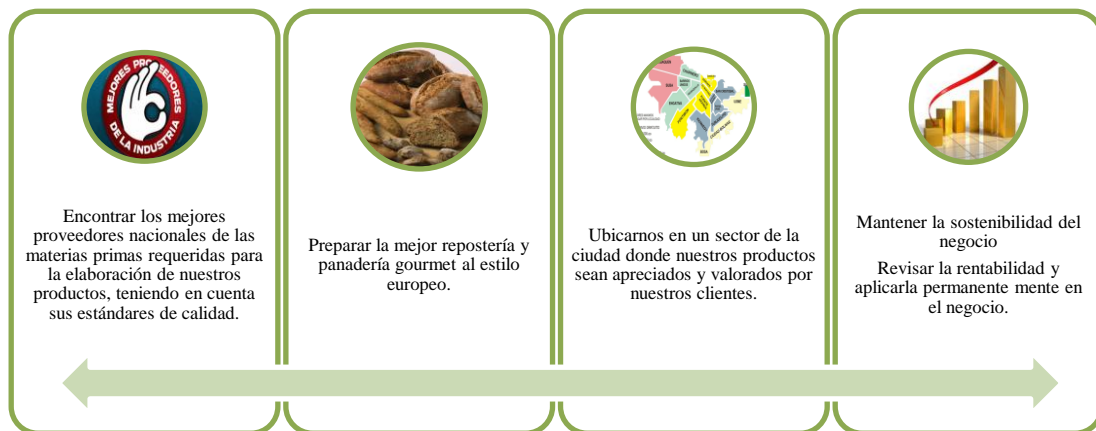 MEJORES PROVEEDORES
DE LA INDUSTRIA
Encontrar los mejores
proveedores nacionales de las
materias primas requeridas para
la elaboración de nuestros
productos, teniendo en cuenta
sus estándares de calidad.
Preparar la mejor repostería y
panadería gourmet al estilo
europeo.
USME
Ubicarnos en un sector de la
ciudad donde nuestros productos
sean apreciados y valorados por
nuestros clientes.
Mantener la sostenibilidad del
negocio
Revisar la rentabilidad y
aplicarla permanente mente en
el negocio.